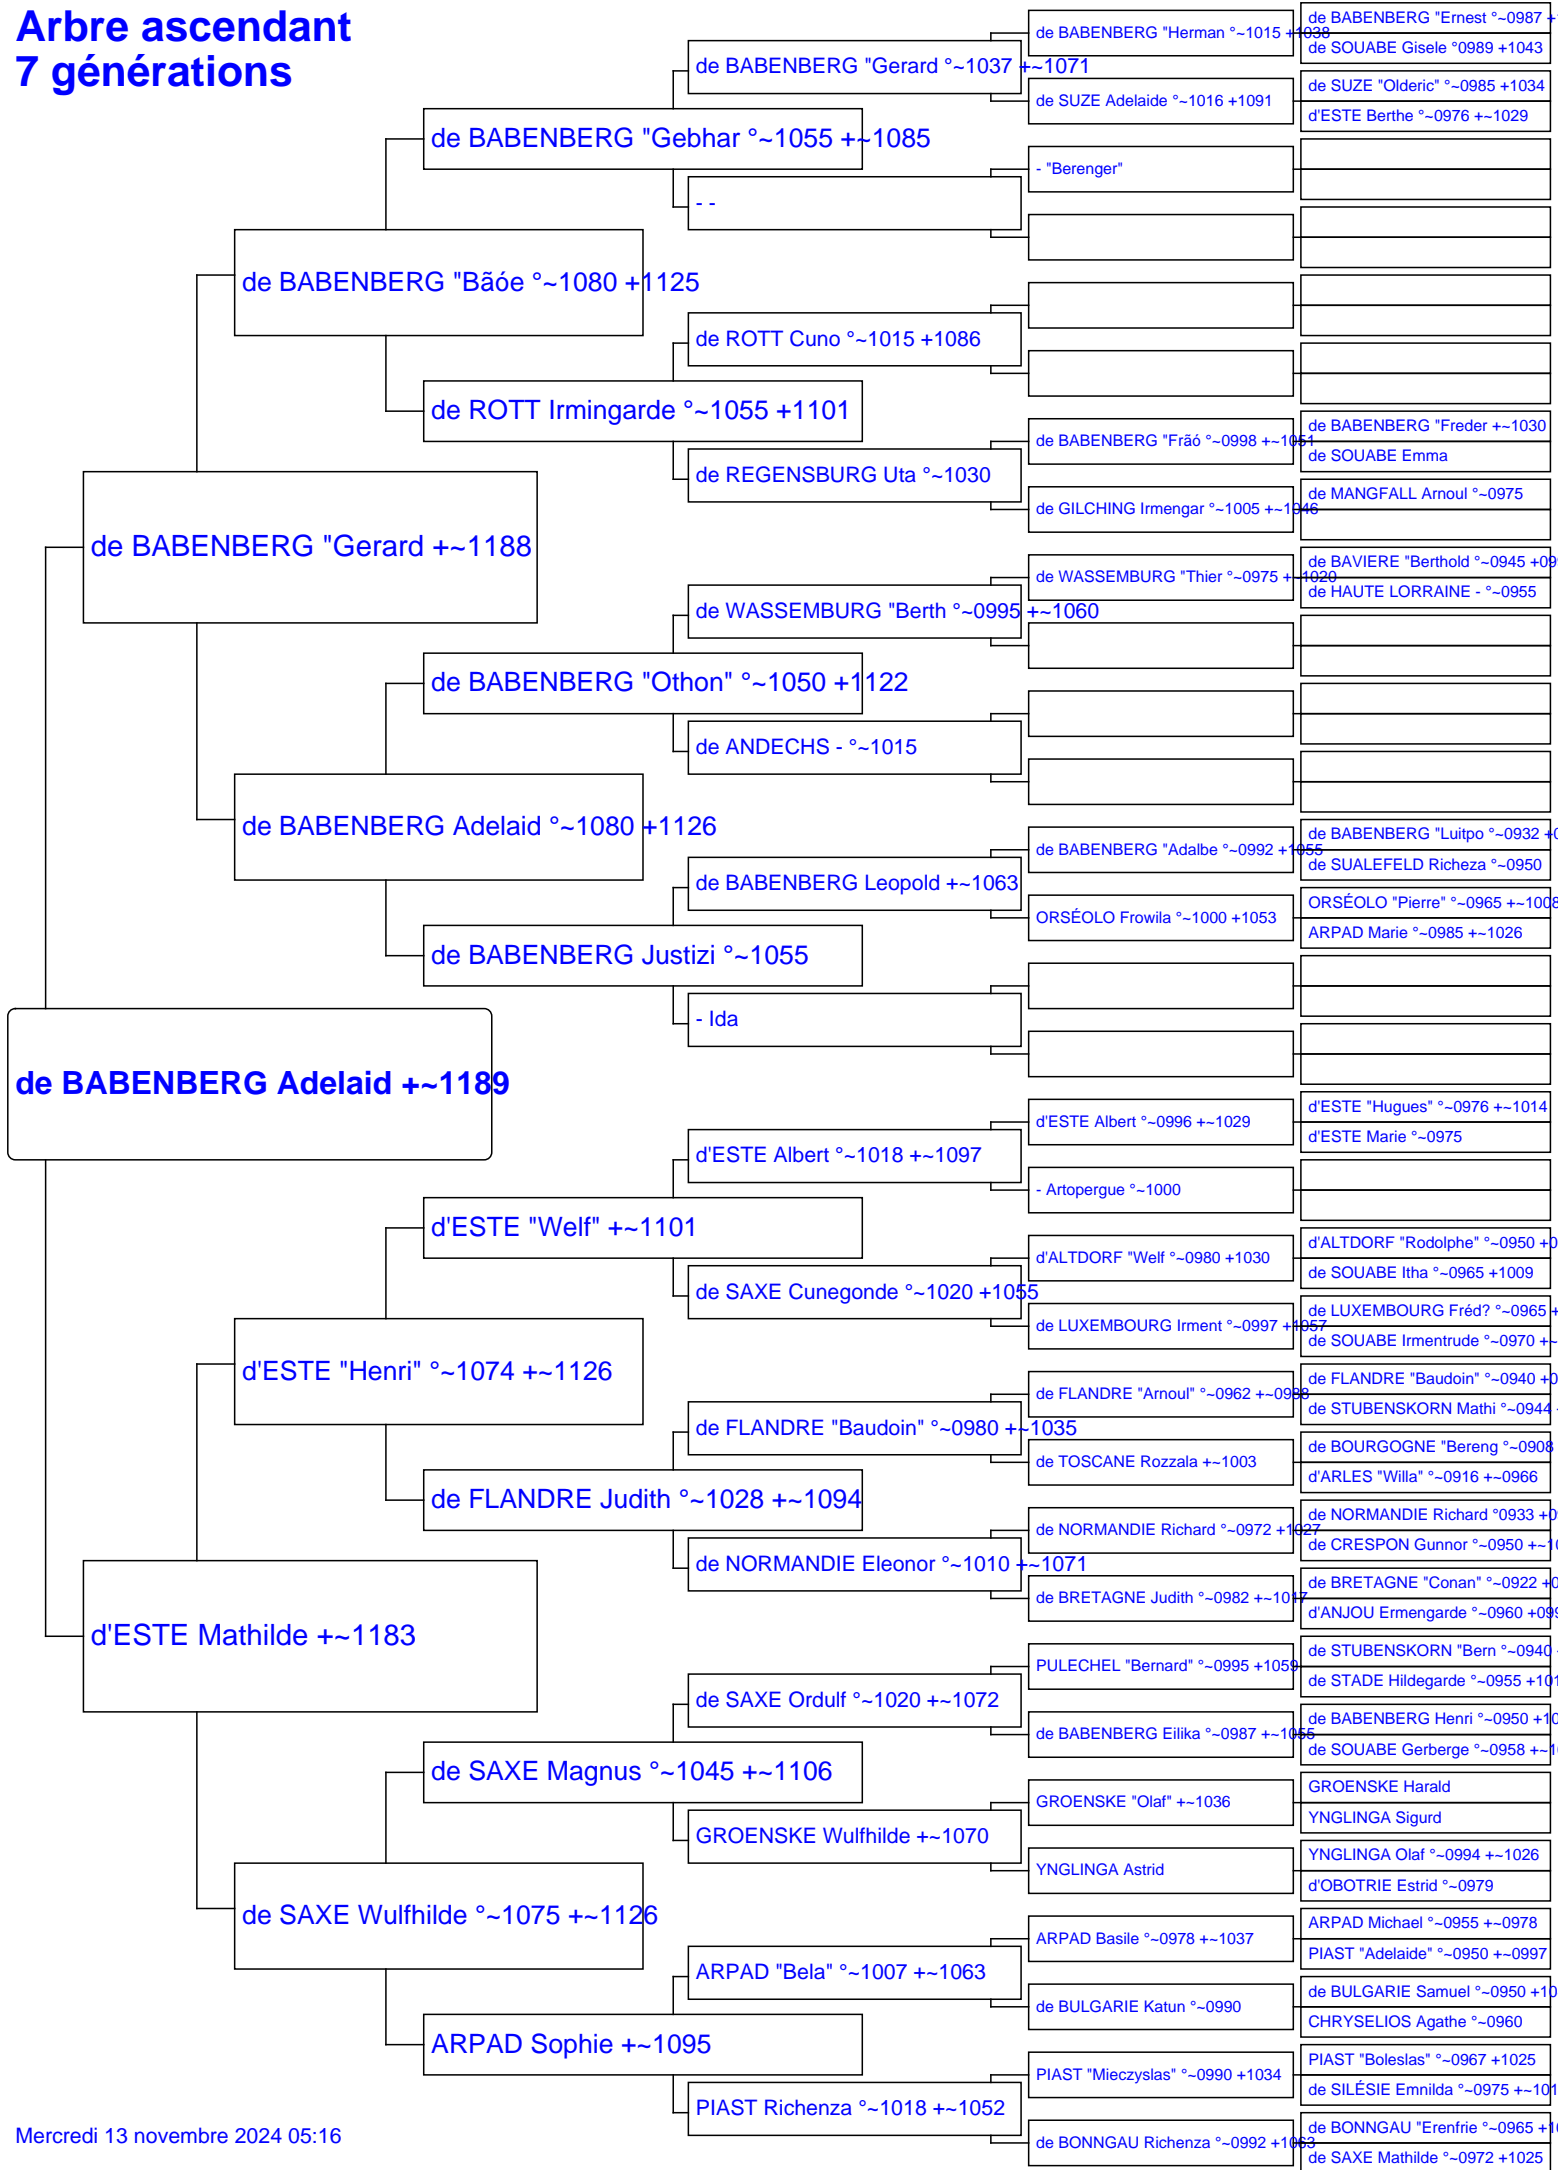 Arbre ascendant
7 générations
de BABENBERG Adelaid +~1189
de BABENBERG "Gerard +~1188
d'ESTE Mathilde +~1183
de BABENBERG "Bãóe °~1080 +1125
de BABENBERG Adelaid °~1080 +1126
d'ESTE "Henri" °~1074 +~1126
de SAXE Wulfhilde °~1075 +~1126
de BABENBERG "Gebhar °~1055 +~1085
de ROTT Irmingarde °~1055 +1101
de BABENBERG "Othon" °~1050 +1122
de BABENBERG Justizi °~1055
d'ESTE "Welf" +~1101
de FLANDRE Judith °~1028 +~1094
de SAXE Magnus °~1045 +~1106
ARPAD Sophie +~1095
de BABENBERG "Gerard °~1037 +~1071
- -
de ROTT Cuno °~1015 +1086
de REGENSBURG Uta °~1030
de WASSEMBURG "Berth °~0995 +~1060
de ANDECHS - °~1015
de BABENBERG Leopold +~1063
- Ida
d'ESTE Albert °~1018 +~1097
de SAXE Cunegonde °~1020 +1055
de FLANDRE "Baudoin" °~0980 +~1035
de NORMANDIE Eleonor °~1010 +~1071
de SAXE Ordulf °~1020 +~1072
GROENSKE Wulfhilde +~1070
ARPAD "Bela" °~1007 +~1063
PIAST Richenza °~1018 +~1052
de BABENBERG "Herman °~1015 +1038
de SUZE Adelaide °~1016 +1091
- "Berenger"
de BABENBERG "Frãó °~0998 +~1051
de GILCHING Irmengar °~1005 +~1046
de WASSEMBURG "Thier °~0975 +~1020
de BABENBERG "Adalbe °~0992 +1055
ORSÉOLO Frowila °~1000 +1053
d'ESTE Albert °~0996 +~1029
- Artopergue °~1000
d'ALTDORF "Welf °~0980 +1030
de LUXEMBOURG Irment °~0997 +1057
de FLANDRE "Arnoul" °~0962 +~0988
de TOSCANE Rozzala +~1003
de NORMANDIE Richard °~0972 +1027
de BRETAGNE Judith °~0982 +~1017
PULECHEL "Bernard" °~0995 +1059
de BABENBERG Eilika °~0987 +~1055
GROENSKE "Olaf" +~1036
YNGLINGA Astrid
ARPAD Basile °~0978 +~1037
de BULGARIE Katun °~0990
PIAST "Mieczyslas" °~0990 +1034
de BONNGAU Richenza °~0992 +1063
de BABENBERG "Ernest °~0987 +
de SOUABE Gisele °0989 +1043
de SUZE "Olderic" °~0985 +1034
d'ESTE Berthe °~0976 +~1029
de BABENBERG "Freder +~1030
de SOUABE Emma
de MANGFALL Arnoul °~0975
de BAVIERE "Berthold °~0945 +09
de HAUTE LORRAINE - °~0955
de BABENBERG "Luitpo °~0932 +0
de SUALEFELD Richeza °~0950
ORSÉOLO "Pierre" °~0965 +~1008
ARPAD Marie °~0985 +~1026
d'ESTE "Hugues" °~0976 +~1014
d'ESTE Marie °~0975
d'ALTDORF "Rodolphe" °~0950 +0
de SOUABE Itha °~0965 +1009
de LUXEMBOURG Fréd? °~0965 +
de SOUABE Irmentrude °~0970 +~
de FLANDRE "Baudoin" °~0940 +0
de STUBENSKORN Mathi °~0944
de BOURGOGNE "Bereng °~0908
d'ARLES "Willa" °~0916 +~0966
de NORMANDIE Richard °0933 +0
de CRESPON Gunnor °~0950 +~10
de BRETAGNE "Conan" °~0922 +0
d'ANJOU Ermengarde °~0960 +099
de STUBENSKORN "Bern °~0940
de STADE Hildegarde °~0955 +101
de BABENBERG Henri °~0950 +10
de SOUABE Gerberge °~0958 +~1
GROENSKE Harald
YNGLINGA Sigurd
YNGLINGA Olaf °~0994 +~1026
d'OBOTRIE Estrid °~0979
ARPAD Michael °~0955 +~0978
PIAST "Adelaide" °~0950 +~0997
de BULGARIE Samuel °~0950 +10
CHRYSELIOS Agathe °~0960
PIAST "Boleslas" °~0967 +1025
de SILÉSIE Emnilda °~0975 +~101
de BONNGAU "Erenfrie °~0965 +1
de SAXE Mathilde °~0972 +1025
Mercredi 13 novembre 2024 05:16